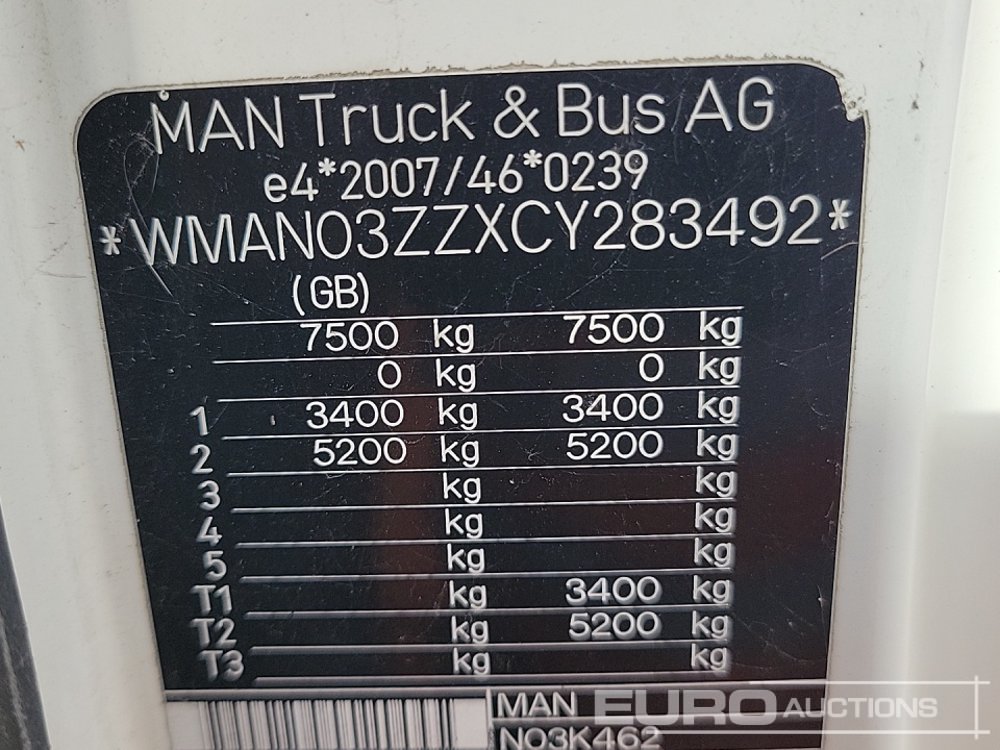 MAN Truck & Bus AG
e4*2007/46*0239
*WMAN03ZZXCY283492*
(GB)
7500 kg 7500 kg
0 kg 0 kg
1 3400 kg 3400 kg
2 5200 kg 5200 kg
3 kg kg
4 kg kg
5 kg kg
T1 kg 3400 kg
T2 kg 5200 kg
T3 kg kg
MAN
N03K462
EURO AUCTIONS